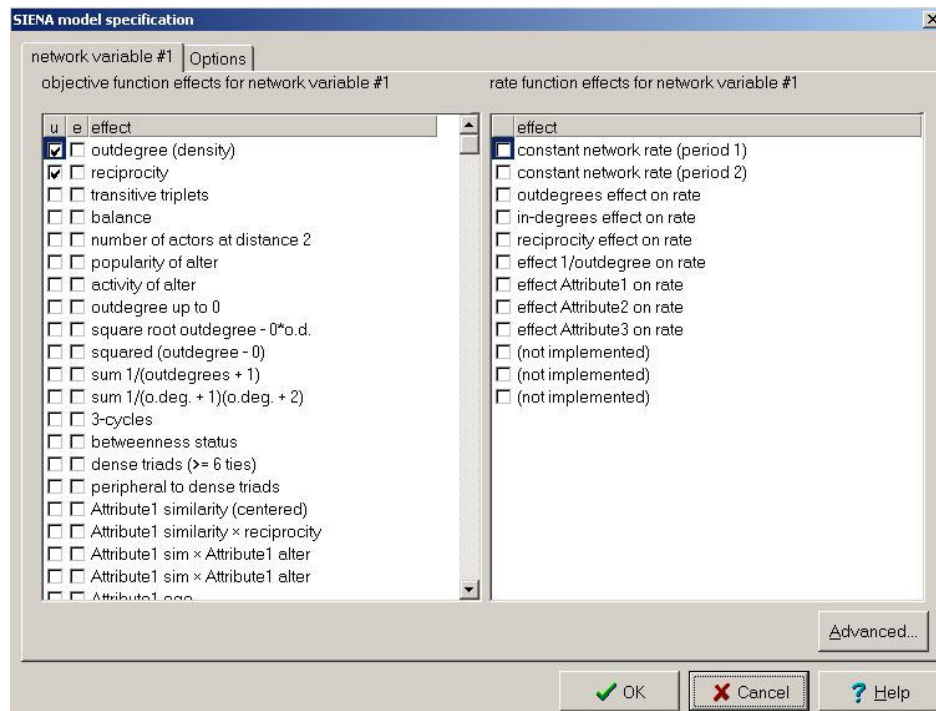 SIENA model specification
network variable #1
Options
objective function effects for network variable #1
u e effect
outdegree (density)
reciprocity
transitive triplets
balance
number of actors at distance 2
popularity of alter
activity of alter
outdegree up to 0
square root outdegree - 0*o.d.
squared (outdegree - 0)
sum 1/(outdegrees + 1)
sum 1/(o.deg. + 1)(o.deg. + 2)
3-cycles
betweenness status
dense triads (>= 6 ties)
peripheral to dense triads
Attribute1 similarity (centered)
Attribute1 similarity × reciprocity
Attribute1 sim × Attribute1 alter
Attribute1 sim × Attribute1 alter
Attribute1 ego
rate function effects for network variable #1
effect
constant network rate (period 1)
constant network rate (period 2)
outdegrees effect on rate
in-degrees effect on rate
reciprocity effect on rate
effect 1/outdegree on rate
effect Attribute1 on rate
effect Attribute2 on rate
effect Attribute3 on rate
(not implemented)
(not implemented)
(not implemented)
Advanced...
OK
Cancel
? Help